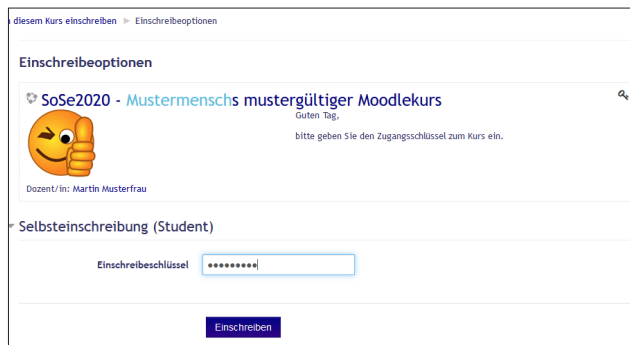 diesem Kurs einschreiben ► Einschreibeoptionen
Einschreibeoptionen
SoSe2020 - Mustermenschs mustergültiger Moodlekurs
Guten Tag,
bitte geben Sie den Zugangsschlüssel zum Kurs ein.
Dozent/in: Martin Musterfrau
Selbsteinschreibung (Student)
Einschreibeschlüssel •••••••••
Einschreiben